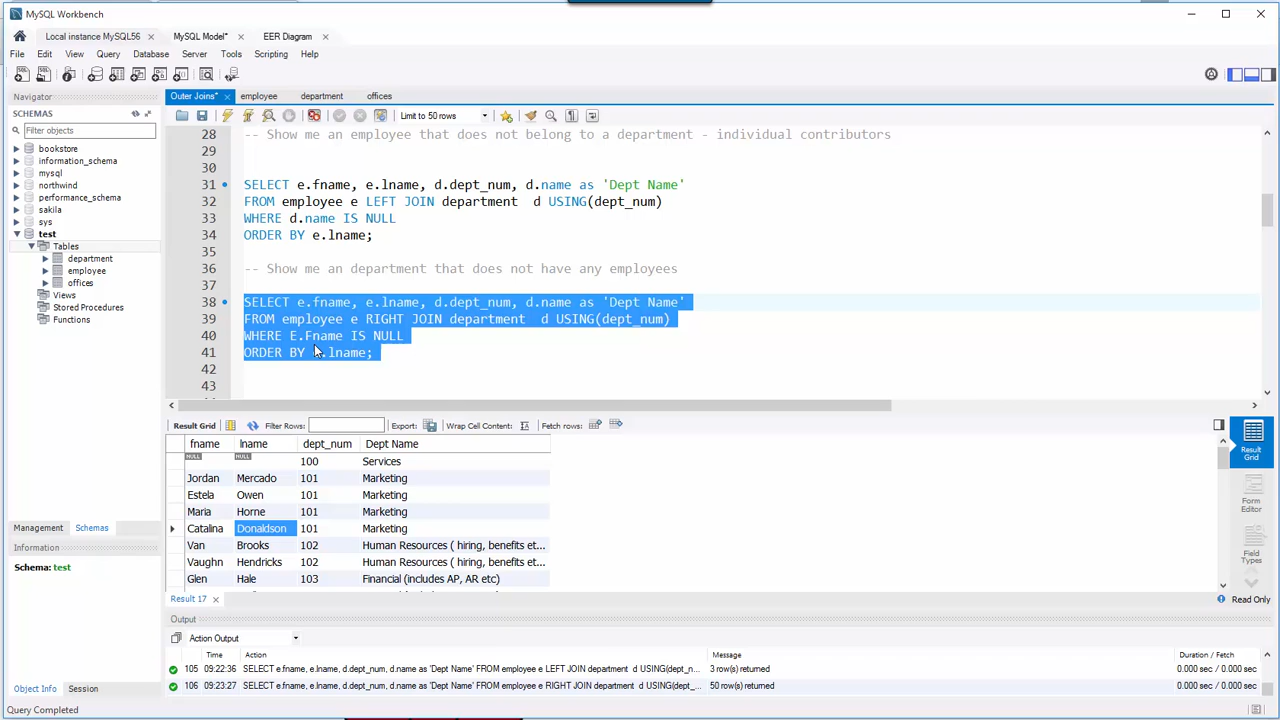 MySQL Workbench
Local instance MySQL56 MySQL Model* EER Diagram
File Edit View Query Database Server Tools Scripting Help
Navigator
SCHEMAS
Filter objects
bookstore
information_schema
mysql
northwind
performance_schema
sakila
sys
test
Tables
department
employee
offices
Views
Stored Procedures
Functions
Management Schemas
Information
Schema: test
Object Info Session
Query Completed
Outer Joins* employee department offices
Limit to 50 rows
28 -- Show me an employee that does not belong to a department - individual contributors
29
30
31 SELECT e.fname, e.lname, d.dept_num, d.name as 'Dept Name'
32 FROM employee e LEFT JOIN department d USING(dept_num)
33 WHERE d.name IS NULL
34 ORDER BY e.lname;
35
36 -- Show me an department that does not have any employees
37
38 SELECT e.fname, e.lname, d.dept_num, d.name as 'Dept Name'
39 FROM employee e RIGHT JOIN department d USING(dept_num)
40 WHERE E.Fname IS NULL
41 ORDER BY .lname;
42
43
Result Grid Filter Rows: Export: Wrap Cell Content: Fetch rows:
fname lname dept_num Dept Name
NULL NULL 100 Services
Jordan Mercado 101 Marketing
Estela Owen 101 Marketing
Maria Horne 101 Marketing
Catalina Donaldson 101 Marketing
Van Brooks 102 Human Resources ( hiring, benefits et...
Vaughn Hendricks 102 Human Resources ( hiring, benefits et...
Glen Hale 103 Financial (includes AP, AR etc)
Result Grid
Form Editor
Field Types
Result 17
Read Only
Output
Action Output
Time Action Message Duration / Fetch
105 09:22:36 SELECT e.fname, e.lname, d.dept_num, d.name as 'Dept Name' FROM employee e LEFT JOIN department d USING(dept_n... 3 row(s) returned 0.000 sec / 0.000 sec
106 09:23:27 SELECT e.fname, e.lname, d.dept_num, d.name as 'Dept Name' FROM employee e RIGHT JOIN department d USING(dept_... 50 row(s) returned 0.000 sec / 0.000 sec